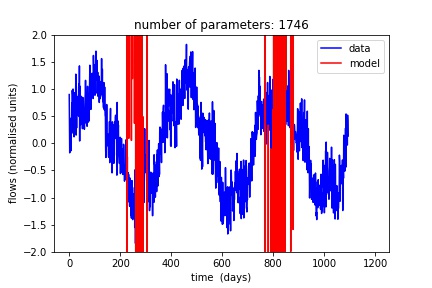 number of parameters: 1746
data
model
2.0
1.5
1.0
0.5
0.0
−0.5
−1.0
−1.5
−2.0
flows (normalised units)
0 200 400 600 800 1000 1200
time (days)